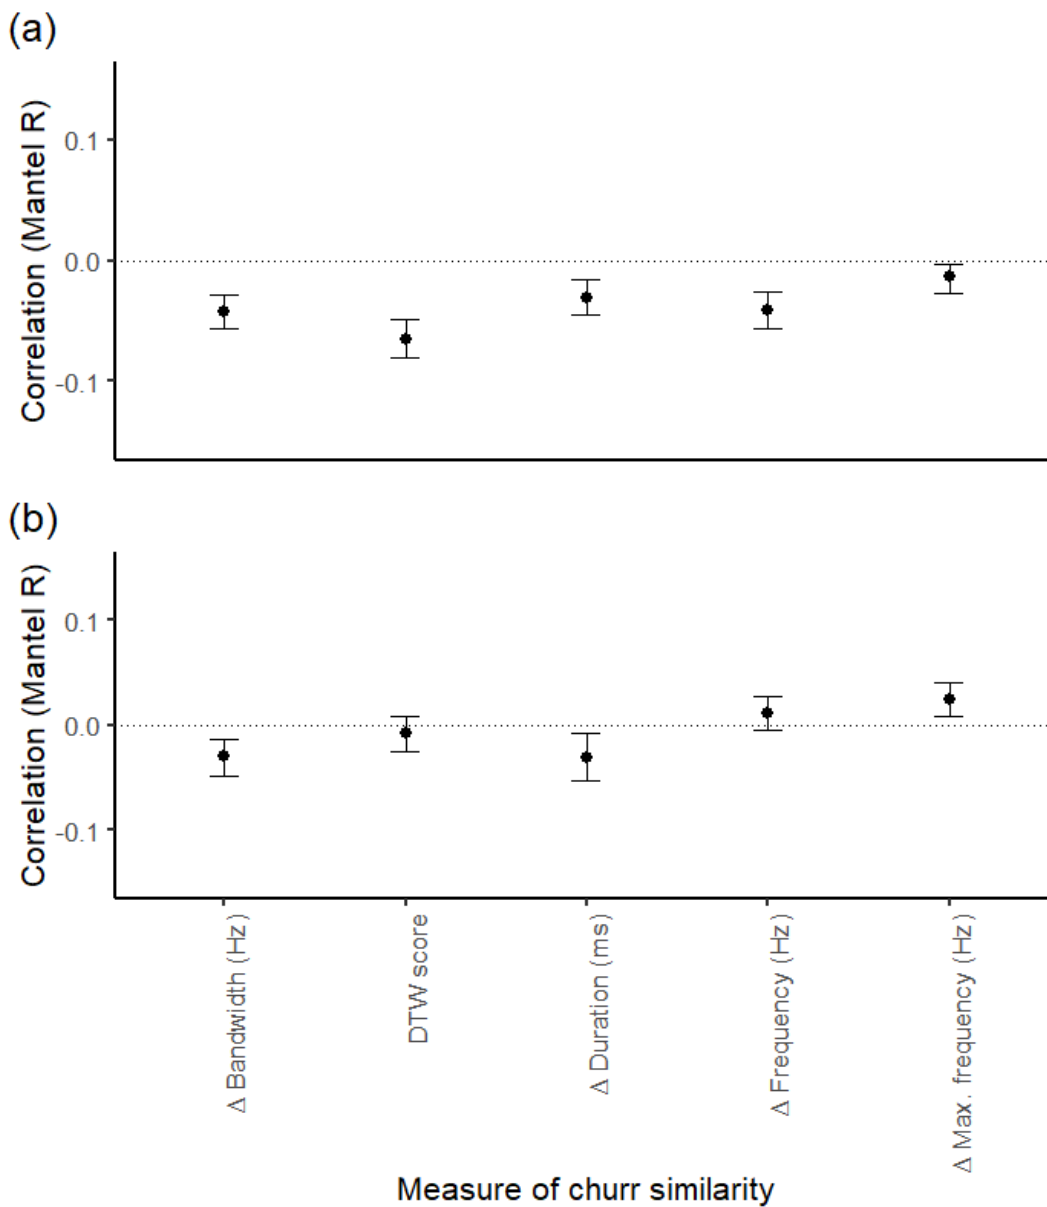 (a)
Correlation (Mantel R)
0.1
0.0
-0.1
(b)
Correlation (Mantel R)
0.1
0.0
-0.1
Δ Bandwidth (Hz)
DTW score
Δ Duration (ms)
Δ Frequency (Hz)
Δ Max. frequency (Hz)
Measure of churr similarity